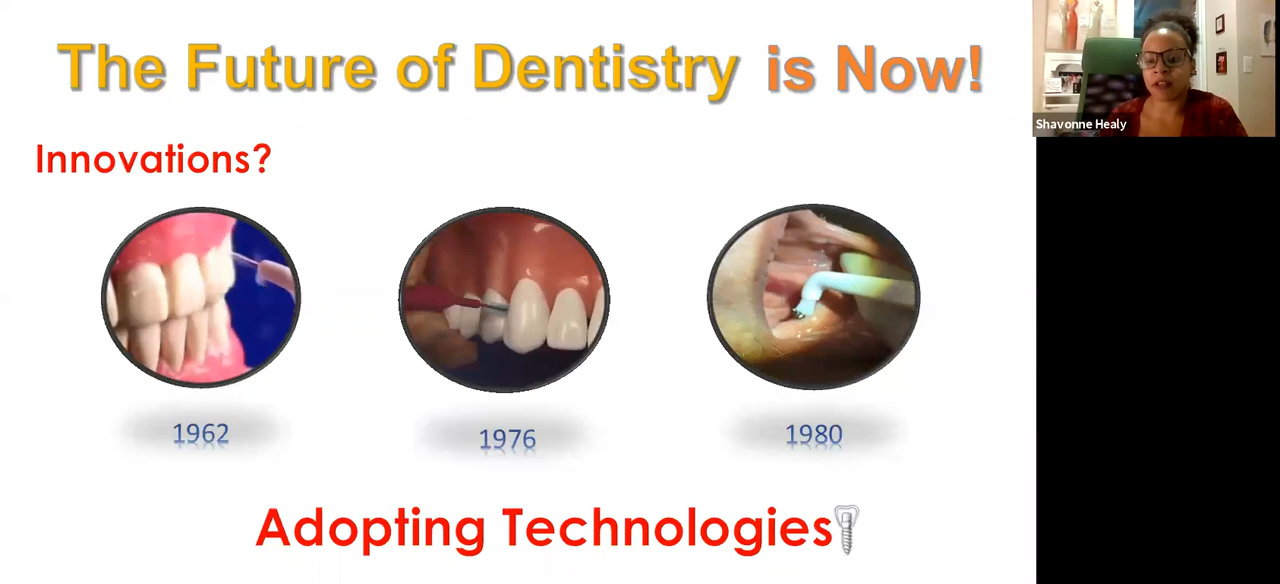 The Future of Dentistry is Now!
Shavonne Healy
Innovations?
1962
1976
1980
Adopting Technologies